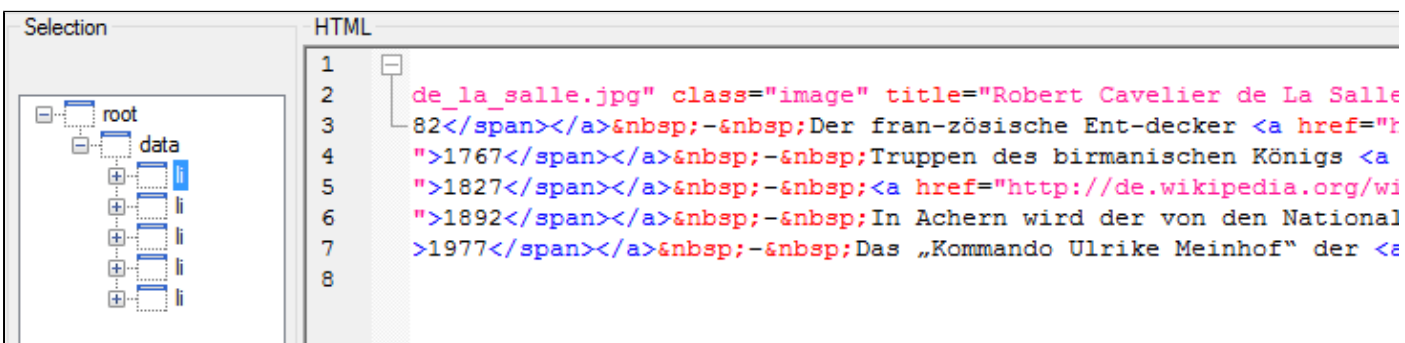 Selection
HTML
root
data
li
li
li
li
li
1
2 de_la_salle.jpg" class="image" title="Robert Cavelier de La Salle
3 82</span></a>&nbsp;-&nbsp;Der fran-zösische Ent-decker <a href="h
4 ">1767</span></a>&nbsp;-&nbsp;Truppen des birmanischen Königs <a
5 ">1827</span></a>&nbsp;-&nbsp;<a href="http://de.wikipedia.org/wi
6 ">1892</span></a>&nbsp;-&nbsp;In Achern wird der von den National
7 >1977</span></a>&nbsp;-&nbsp;Das „Kommando Ulrike Meinhof“ der <a
8